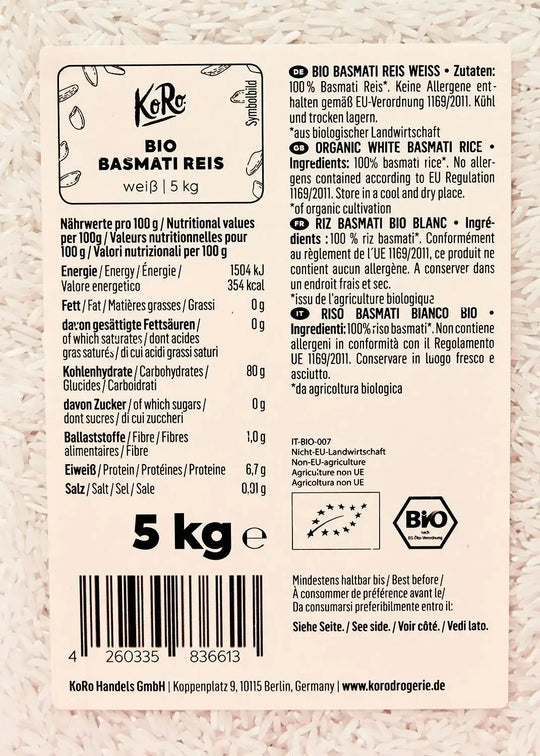 KoRo
Symbolbild
BIO
BASMATI REIS
weiß | 5 kg
Nährwerte pro 100 g / Nutritional values
per 100g / Valeurs nutritionnelles pour
100 g / Valori nutrizionali per 100 g
Energie / Energy / Énergie / 1504 kJ
Valore energetico 354 kcal
Fett / Fat / Matières grasses / Grassi 0 g
davon gesättigte Fettsäuren / 0 g
of which saturates / dont acides
gras saturés / di cui acidi grassi saturi
Kohlenhydrate / Carbohydrates / 80 g
Glucides / Carboidrati
davon Zucker / of which sugars / 0 g
dont sucres / di cui zuccheri
Ballaststoffe / Fibre / Fibres 1,0 g
alimentaires / Fibre
Eiweiß / Protein / Protéines / Proteine 6,7 g
Salz / Salt / Sel / Sale 0,01 g
5 kg e
4 260335 836613
DE BIO BASMATI REIS WEISS • Zutaten:
100 % Basmati Reis*. Keine Allergene ent-
halten gemäß EU-Verordnung 1169/2011. Kühl
und trocken lagern.
*aus biologischer Landwirtschaft
GB ORGANIC WHITE BASMATI RICE •
Ingredients: 100% basmati rice*. No aller-
gens contained according to EU Regulation
1169/2011. Store in a cool and dry place.
*of organic cultivation
FR RIZ BASMATI BIO BLANC • Ingré-
dients : 100 % riz basmati*. Conformément
au règlement de l'UE 1169/2011, ce produit ne
contient aucun allergène. A conserver dans
un endroit frais et sec.
*issu de l'agriculture biologique
IT RISO BASMATI BIANCO BIO •
Ingredienti: 100% riso basmati*. Non contiene
allergeni in conformità con il Regolamento
UE 1169/2011. Conservare in luogo fresco e
asciutto.
*da agricoltura biologica
IT-BIO-007
Nicht-EU-Landwirtschaft
Non-EU-agriculture
Agriculture non UE
Agricoltura non UE
Bio
nach
EG-Öko-Verordnung
Mindestens haltbar bis / Best before /
À consommer de préférence avant le/
Da consumarsi preferibilmente entro il:
Siehe Seite. / See side. / Voir côté. / Vedi lato.
KoRo Handels GmbH | Koppenplatz 9, 10115 Berlin, Germany | www.korodrogerie.de